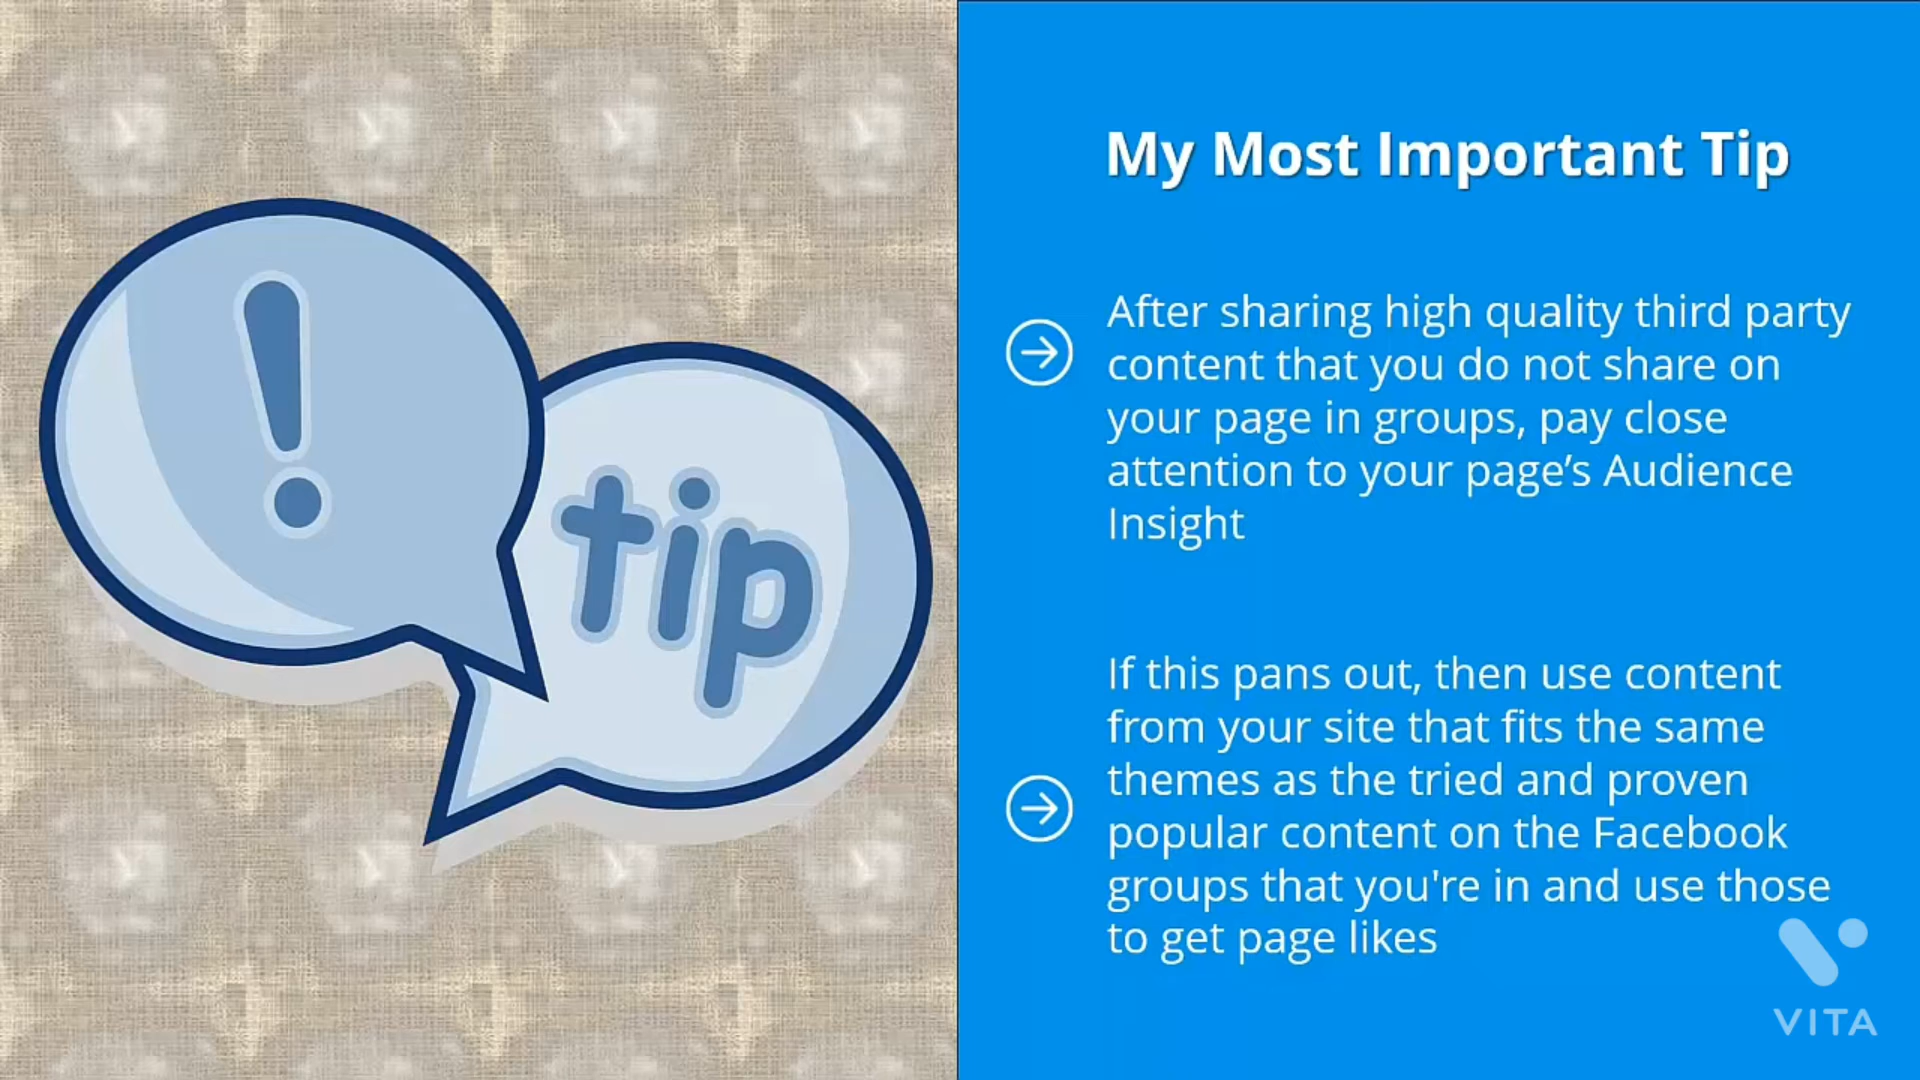 !
tip
My Most Important Tip
After sharing high quality third party
content that you do not share on
your page in groups, pay close
attention to your page’s Audience
Insight
If this pans out, then use content
from your site that fits the same
themes as the tried and proven
popular content on the Facebook
groups that you're in and use those
to get page likes
VITA